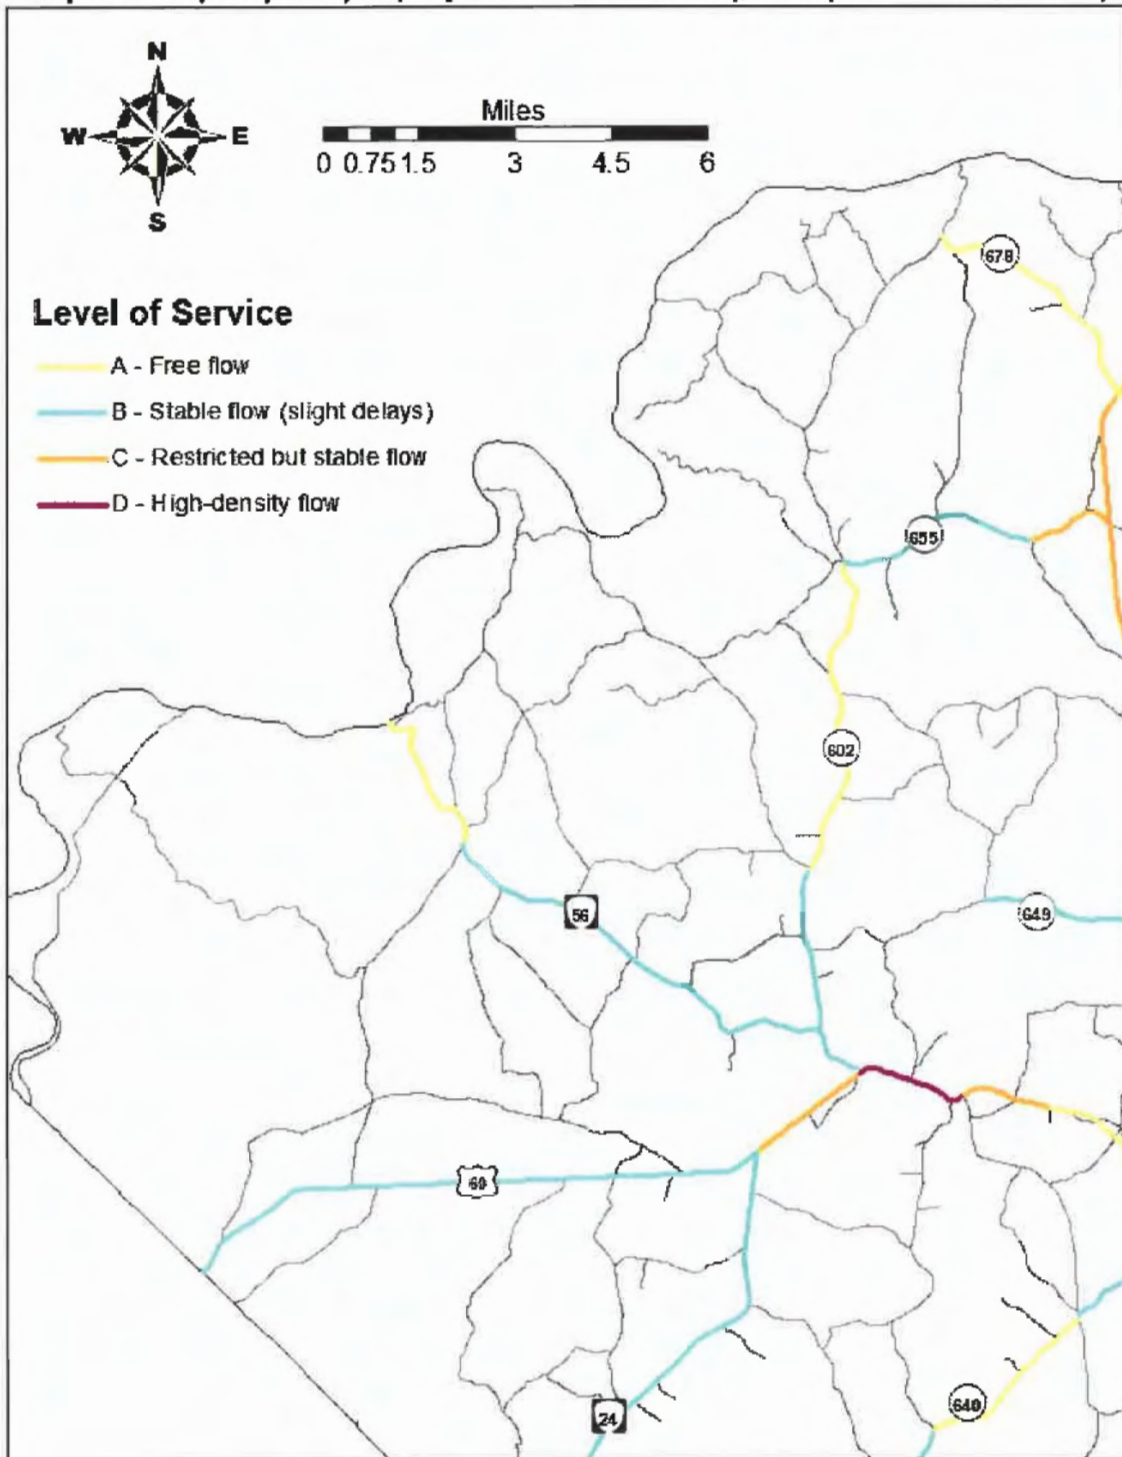 N
W E
S
Miles
0 0.75 1.5 3 4.5 6
678
Level of Service
A - Free flow
B - Stable flow (slight delays)
C - Restricted but stable flow
D - High-density flow
655
602
56
649
60
640
24